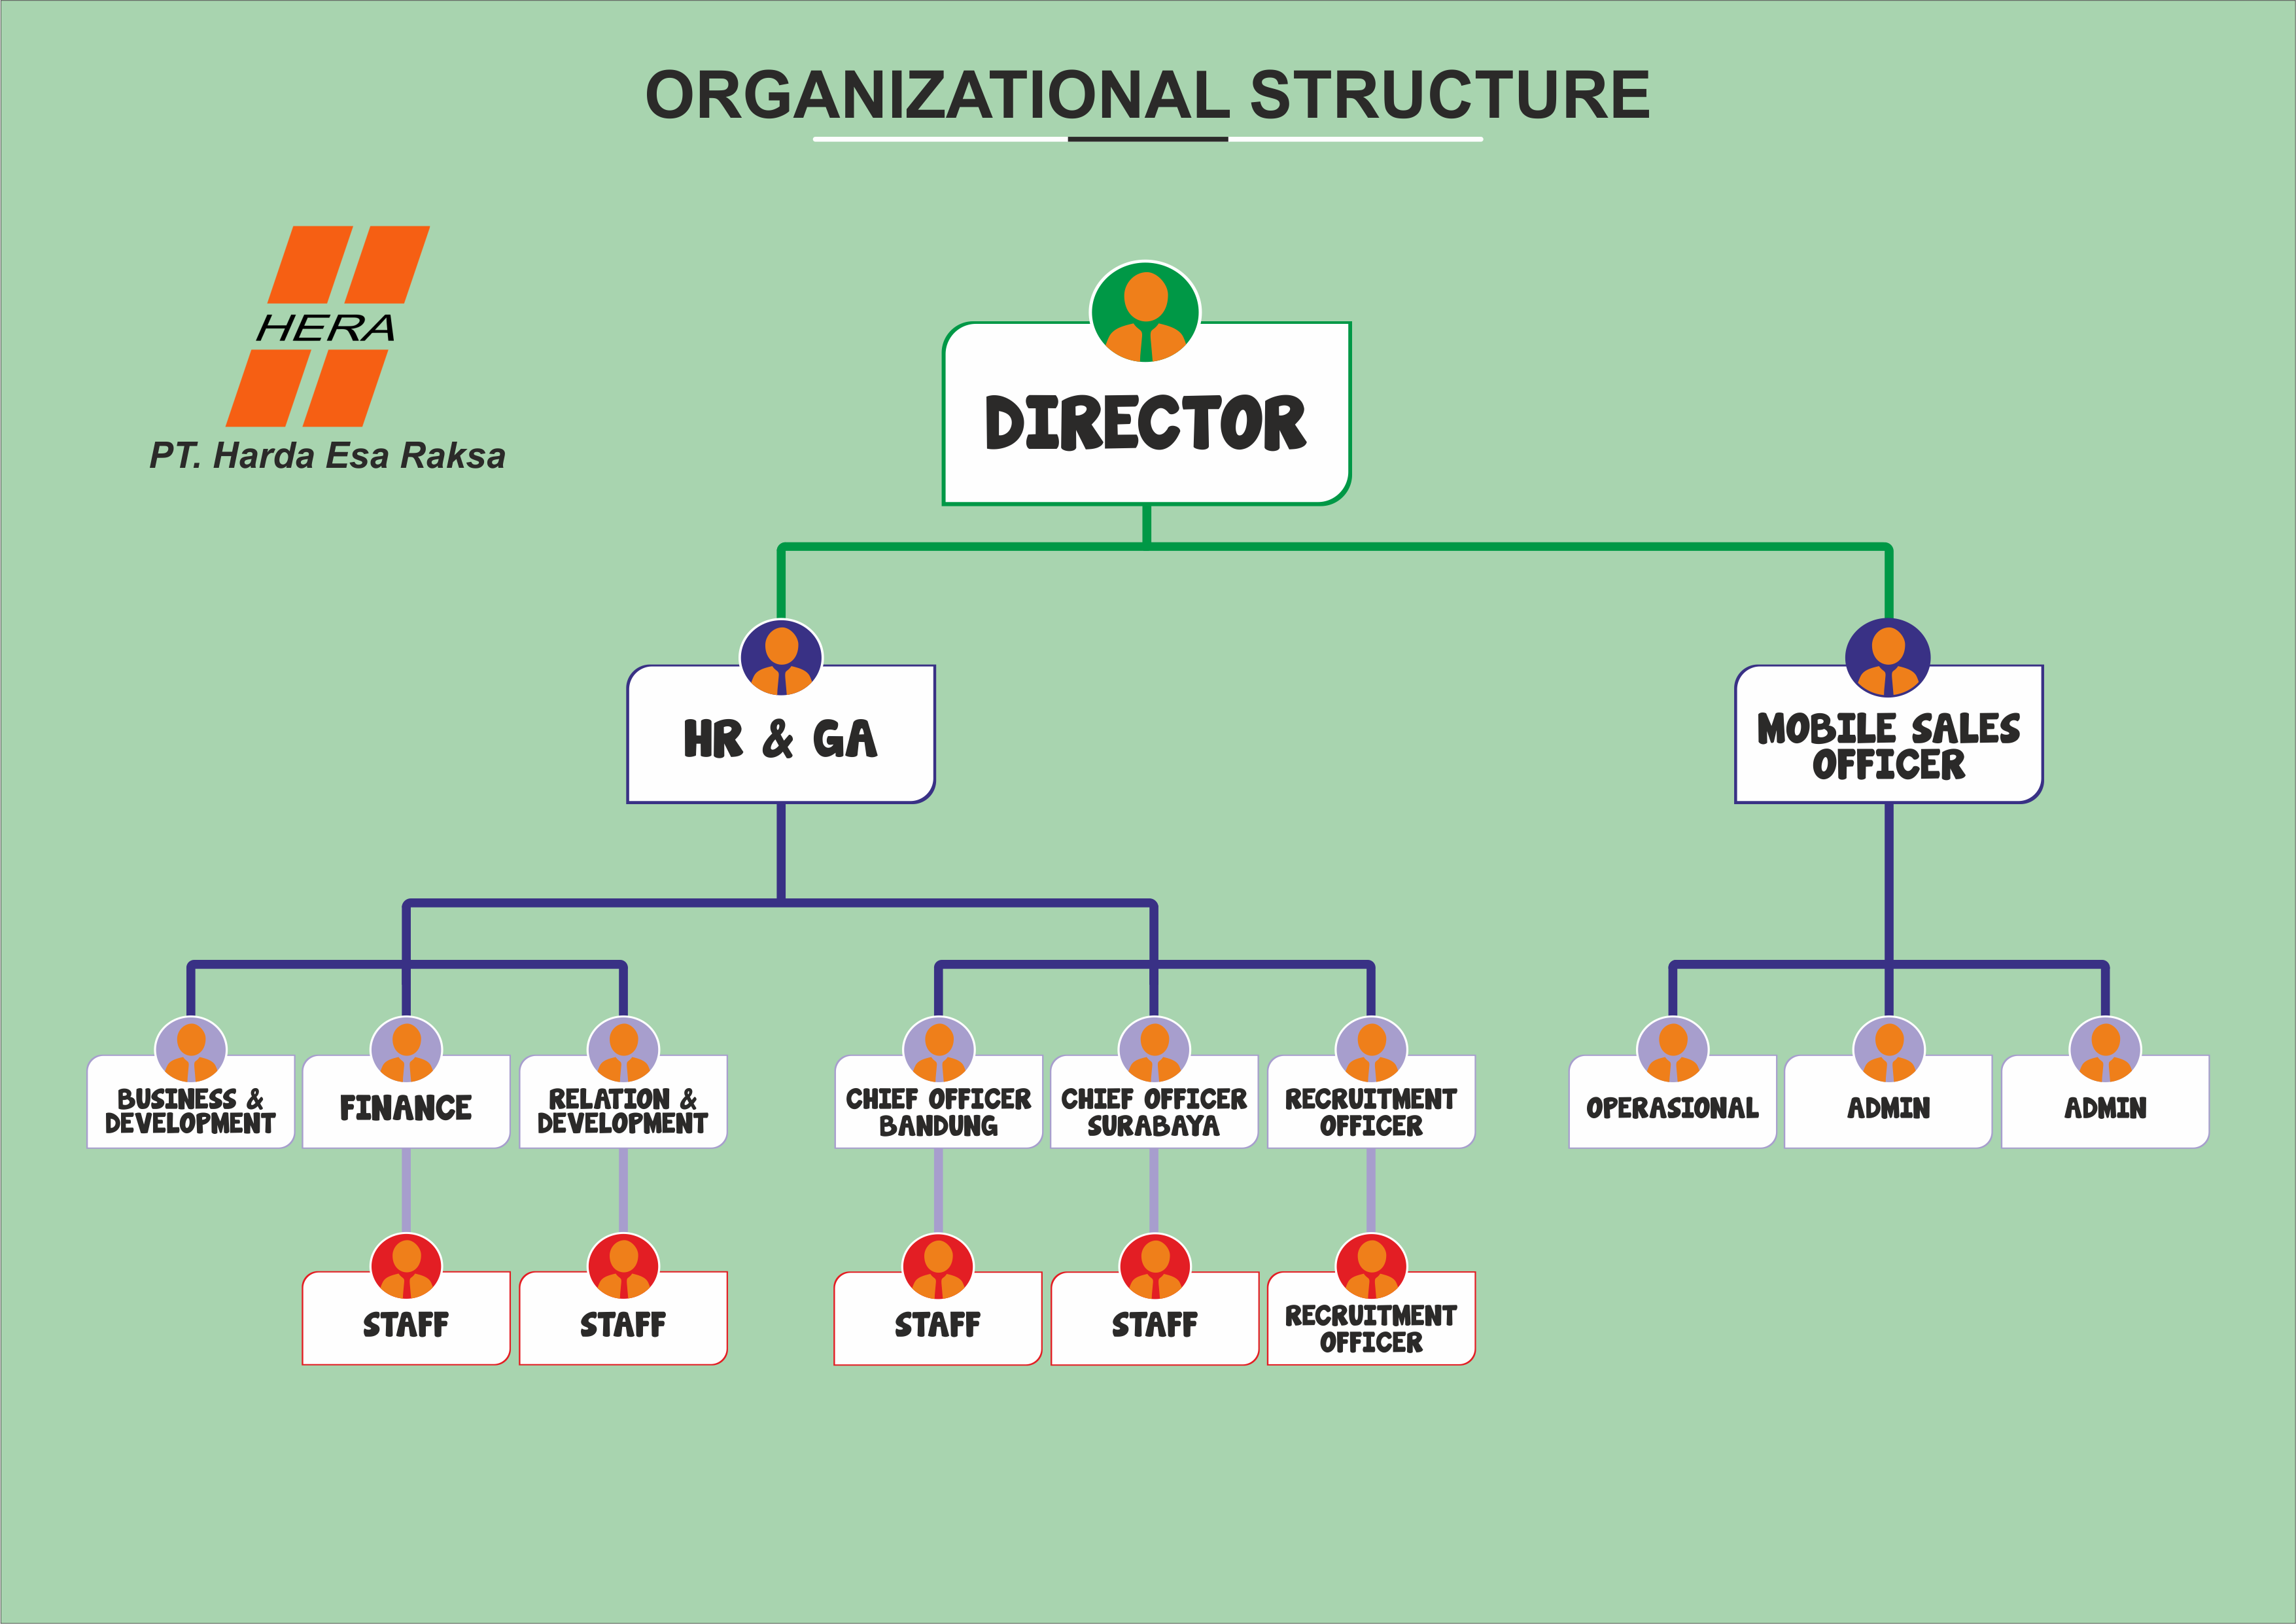 ORGANIZATIONAL STRUCTURE
HERA
PT. Harda Esa Raksa
DIRECTOR
HR & GA
MOBILE SALES
OFFICER
BUSINESS &
DEVELOPMENT
FINANCE
RELATION &
DEVELOPMENT
CHIEF OFFICER
BANDUNG
CHIEF OFFICER
SURABAYA
RECRUITMENT
OFFICER
OPERASIONAL
ADMIN
ADMIN
STAFF
STAFF
STAFF
STAFF
RECRUITMENT
OFFICER